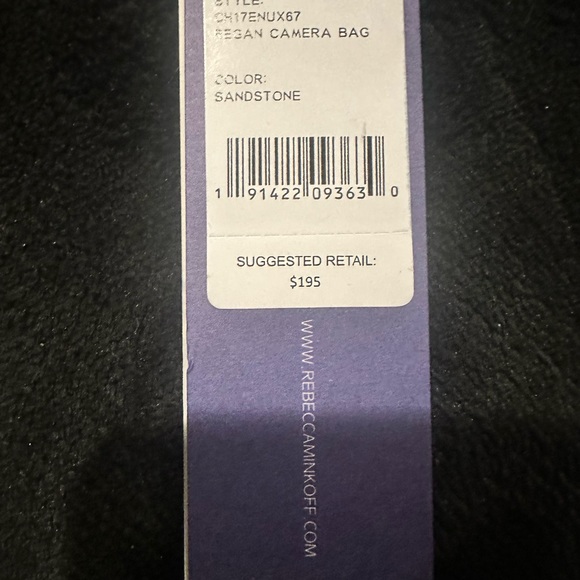 STYLE:
CH17ENUX67
REGAN CAMERA BAG
COLOR:
SANDSTONE
1 91422 09363 0
SUGGESTED RETAIL:
$195
WWW.REBECCAMINKOFF.COM